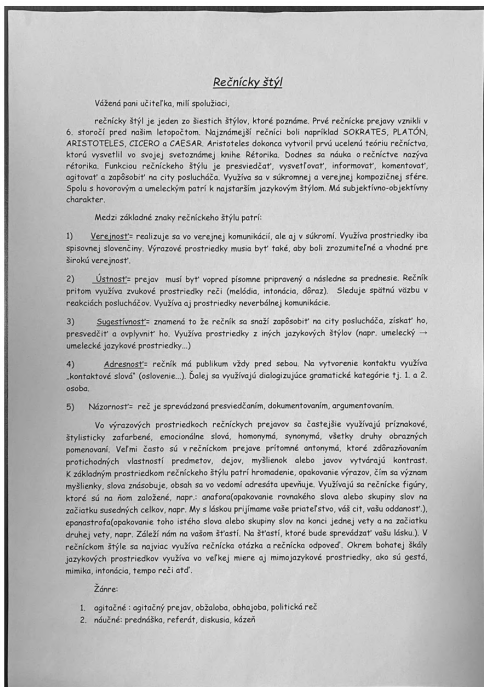 Rečnícky štýl
Vážená pani učiteľka, milí spolužiaci,
rečnícky štýl je jeden zo šiestich štýlov, ktoré poznáme. Prvé rečnícke prejavy vznikli v
6. storočí pred našim letopočtom. Najznámejší rečníci boli napríklad SOKRATES, PLATÓN,
ARISTOTELES, CICERO a CAESAR. Aristoteles dokonca vytvoril prvú ucelenú teóriu rečníctva,
ktorú vysvetlil vo svojej svetoznámej knihe Rétorika. Dodnes sa náuka o rečníctve nazýva
rétorika. Funkciou rečníckeho štýlu je presviedčať, vysvetľovať, informovať, komentovať,
agitovať a zapôsobiť na city poslucháča. Využíva sa v súkromnej a verejnej kompozičnej sfére.
Spolu s hovorovým a umeleckým patrí k najstarším jazykovým štýlom. Má subjektívno-objektívny
charakter.
Medzi základné znaky rečníckeho štýlu patrí:
1) Verejnosť= realizuje sa vo verejnej komunikácií, ale aj v súkromí. Využíva prostriedky iba
spisovnej slovenčiny. Výrazové prostriedky musia byť také, aby boli zrozumiteľné a vhodné pre
širokú verejnosť.
2) Ústnosť= prejav musí byť vopred písomne pripravený a následne sa prednesie. Rečník
pritom využíva zvukové prostriedky reči (melódia, intonácia, dôraz). Sleduje spätnú väzbu v
reakciách poslucháčov. Využíva aj prostriedky neverbálnej komunikácie.
3) Sugestívnosť= znamená to že rečník sa snaží zapôsobiť na city poslucháča, získať ho,
presvedčiť a ovplyvniť ho. Využíva prostriedky z iných jazykových štýlov (napr. umelecký →
umelecké jazykové prostriedky...)
4) Adresnosť= rečník má publikum vždy pred sebou. Na vytvorenie kontaktu využíva
„kontaktové slová“ (oslovenie...). Ďalej sa využívajú dialogizujúce gramatické kategórie tj. 1. a 2.
osoba.
5) Názornosť= reč je sprevádzaná presviedčaním, dokumentovaním, argumentovaním.
Vo výrazových prostriedkoch rečníckych prejavov sa častejšie využívajú príznakové,
štylisticky zafarbené, emocionálne slová, homonymá, synonymá, všetky druhy obrazných
pomenovaní. Veľmi často sú v rečníckom prejave prítomné antonymá, ktoré zdôrazňovaním
protichodných vlastností predmetov, dejov, myšlienok alebo javov vytvárajú kontrast.
K základným prostriedkom rečníckeho štýlu patrí hromadenie, opakovanie výrazov, čím sa význam
myšlienky, slova znásobuje, obsah sa vo vedomí adresáta upevňuje. Využívajú sa rečnícke figúry,
ktoré sú na ňom založené, napr.: anafora(opakovanie rovnakého slova alebo skupiny slov na
začiatku susedných celkov, napr. My s láskou prijímame vaše priateľstvo, váš cit, vašu oddanosť.),
epanastrofa(opakovanie toho istého slova alebo skupiny slov na konci jednej vety a na začiatku
druhej vety, napr. Záleží nám na vašom šťastí. Na šťastí, ktoré bude sprevádzať vašu lásku.). V
rečníckom štýle sa najviac využíva rečnícka otázka a rečnícka odpoveď. Okrem bohatej škály
jazykových prostriedkov využíva vo veľkej miere aj mimojazykové prostriedky, ako sú gestá,
mimika, intonácia, tempo reči atď.
Žánre:
1. agitačné : agitačný prejav, obžaloba, obhajoba, politická reč
2. náučné: prednáška, referát, diskusia, kázeň